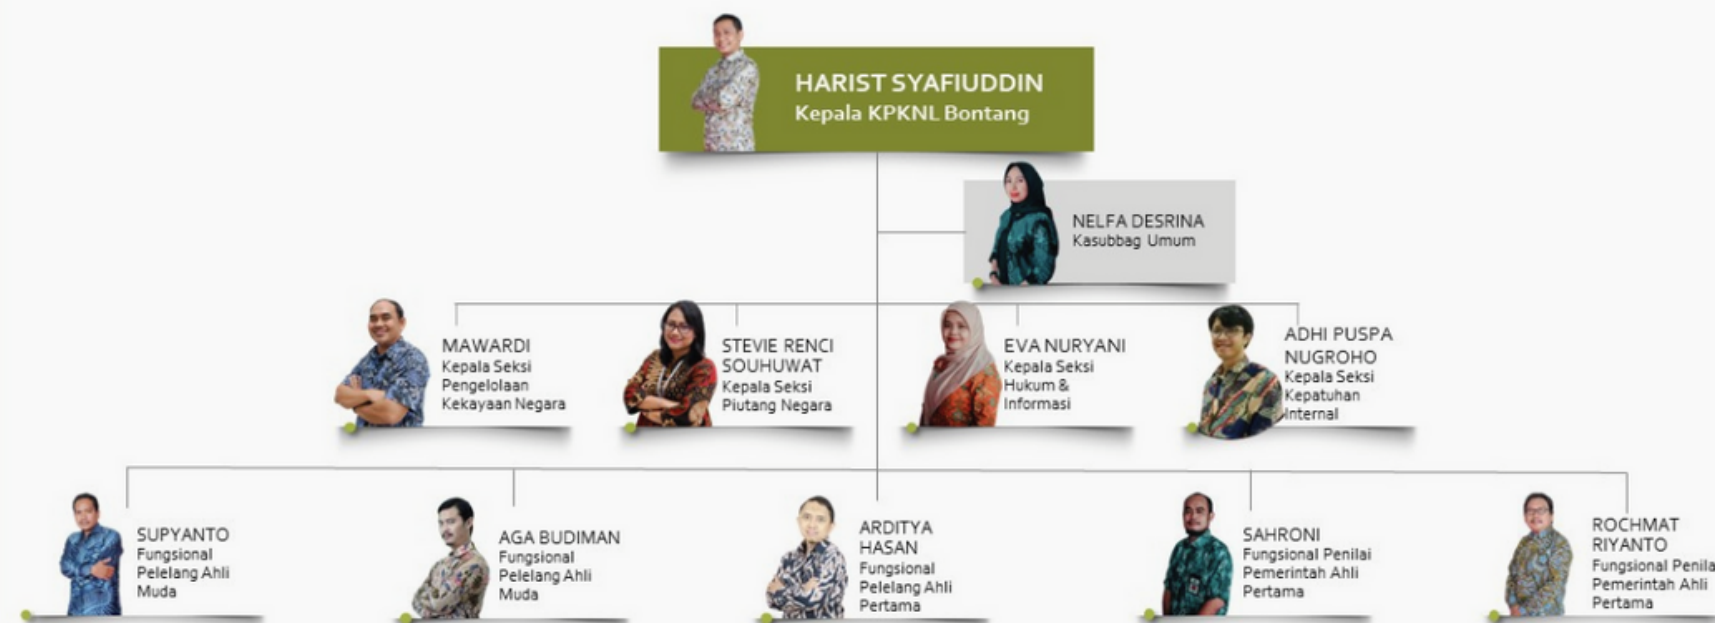 HARIST SYAFIUDDIN
Kepala KPKNL Bontang
NELFA DESRINA
Kasubbag Umum
MAWARDI
Kepala Seksi
Pengelolaan
Kekayaan Negara
STEVIE RENCI
SOUHUWAT
Kepala Seksi
Piutang Negara
EVA NURYANI
Kepala Seksi
Hukum &
Informasi
ADHI PUSPA
NUGROHO
Kepala Seksi
Kepatuhan
Internal
SUPYANTO
Fungsional
Pelelang Ahli
Muda
AGA BUDIMAN
Fungsional
Pelelang Ahli
Muda
ARDITYA
HASAN
Fungsional
Pelelang Ahli
Pertama
SAHRONI
Fungsional Penilai
Pemerintah Ahli
Pertama
ROCHMAT
RIYANTO
Fungsional Penila
Pemerintah Ahli
Pertama